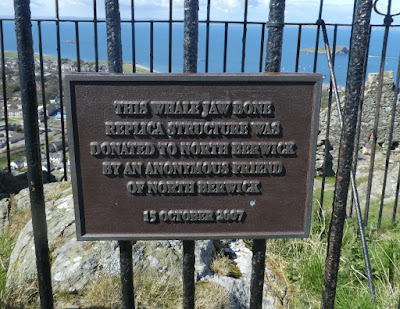 THIS WHALE JAW BONE
REPLICA STRUCTURE WAS
DONATED TO NORTH BERWICK
BY AN ANONYMOUS FRIEND
OF NORTH BERWICK
15 OCTOBER 2007